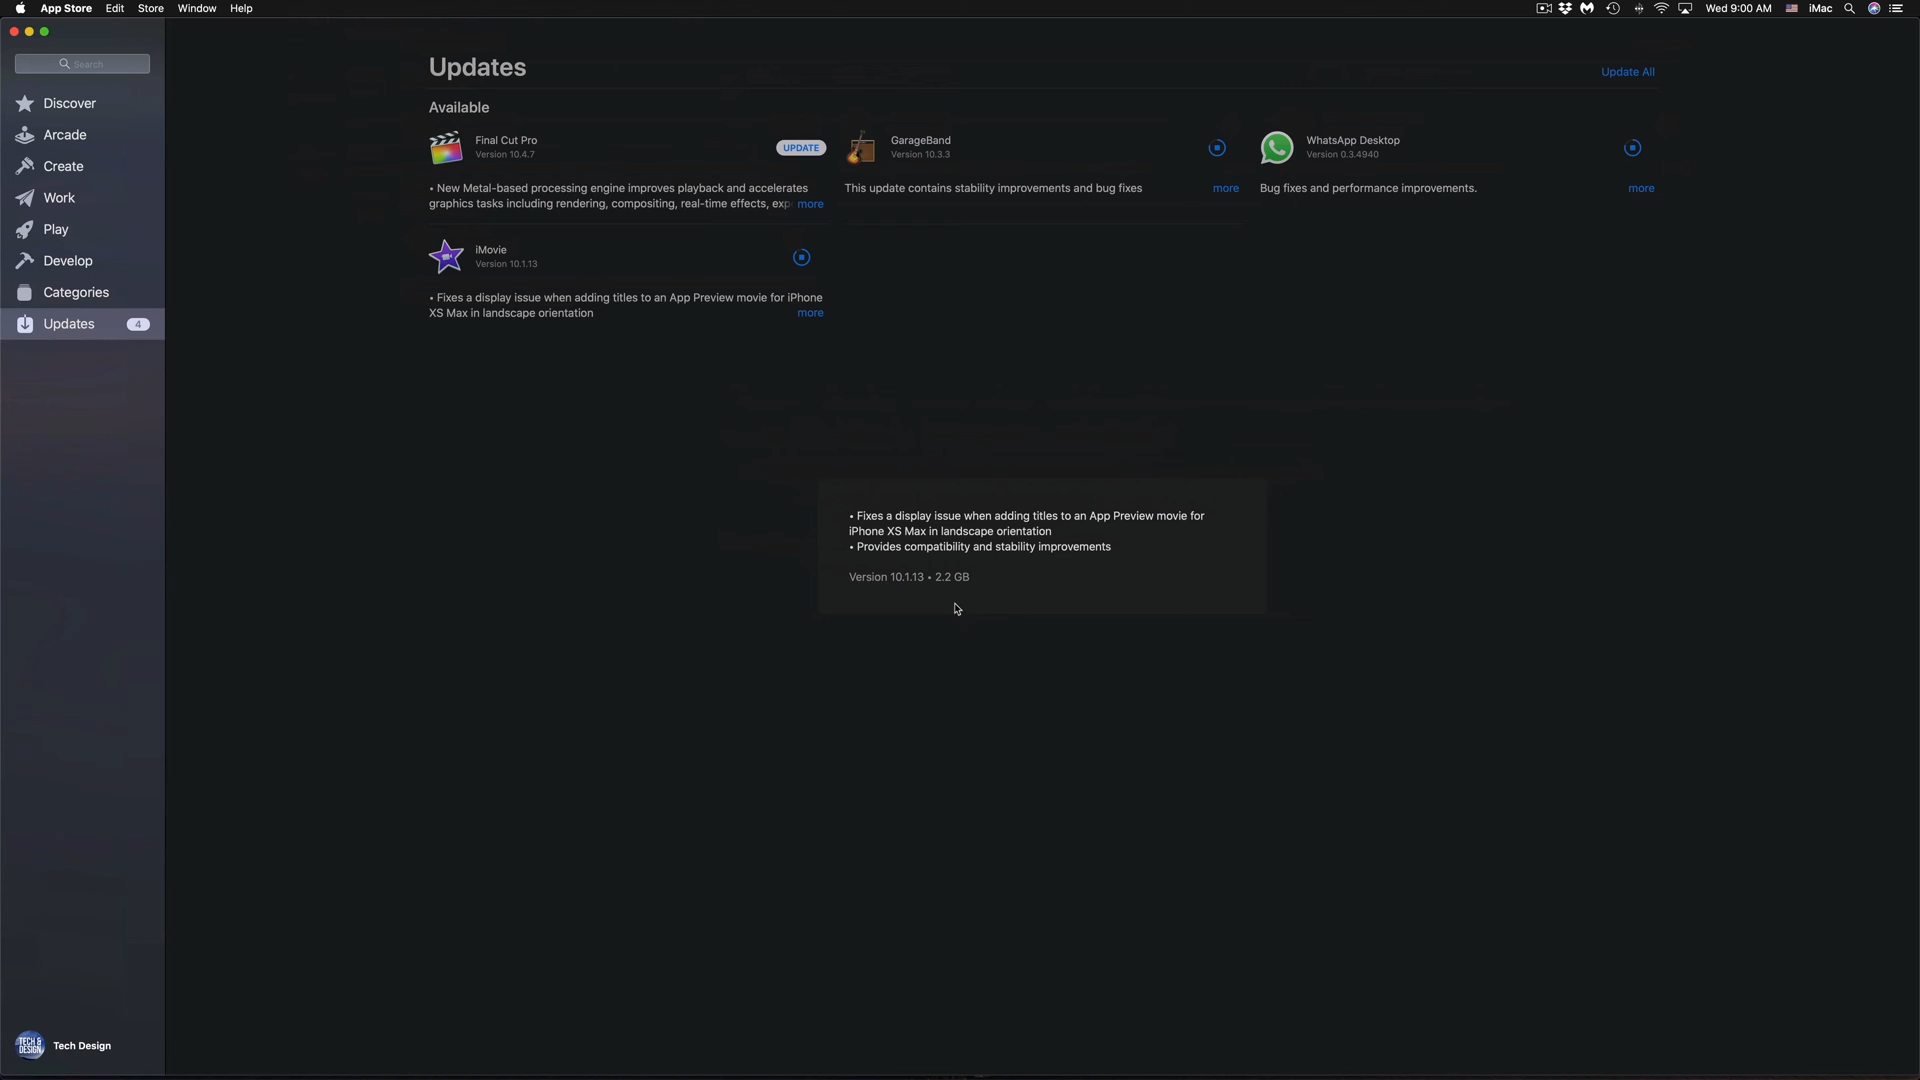 App Store Edit Store Window Help
Wed 9:00 AM iMac
Search
Discover
Arcade
Create
Work
Play
Develop
Categories
Updates 4
Updates
Update All
Available
Final Cut Pro
Version 10.4.7
UPDATE
• New Metal-based processing engine improves playback and accelerates
graphics tasks including rendering, compositing, real-time effects, exp more
GarageBand
Version 10.3.3
This update contains stability improvements and bug fixes more
WhatsApp Desktop
Version 0.3.4940
Bug fixes and performance improvements. more
iMovie
Version 10.1.13
• Fixes a display issue when adding titles to an App Preview movie for iPhone
XS Max in landscape orientation more
• Fixes a display issue when adding titles to an App Preview movie for
iPhone XS Max in landscape orientation
• Provides compatibility and stability improvements
Version 10.1.13 • 2.2 GB
TECH &
DESIGN
Tech Design